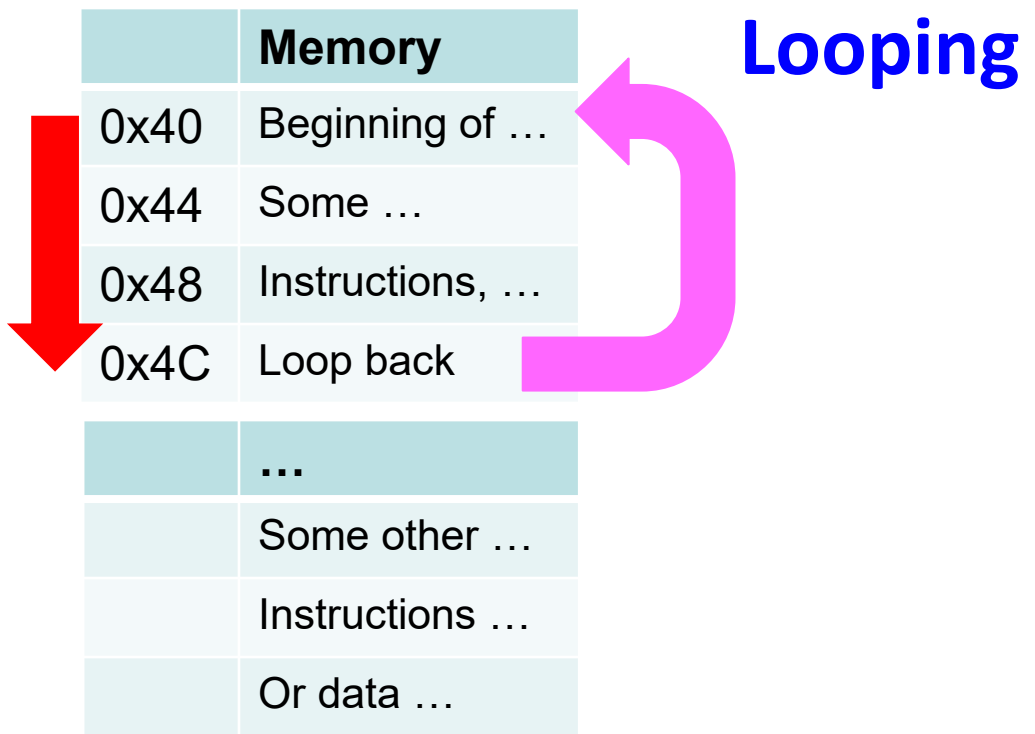 Looping
Memory
0x40 Beginning of …
0x44 Some …
0x48 Instructions, …
0x4C Loop back
…
Some other …
Instructions …
Or data …